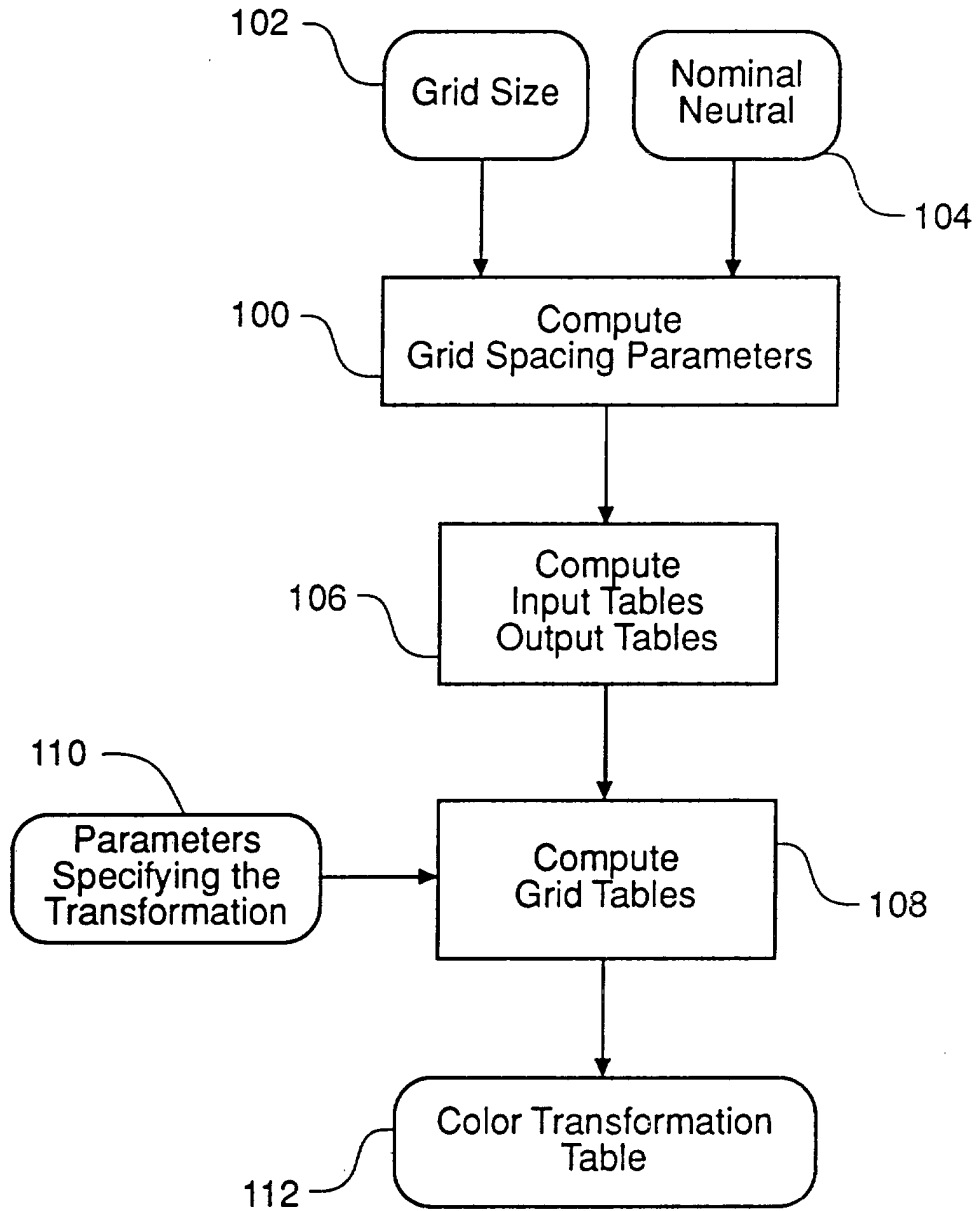 102
Grid Size
Nominal
Neutral
104
100
Compute
Grid Spacing Parameters
106
Compute
Input Tables
Output Tables
110
Parameters
Specifying the
Transformation
Compute
Grid Tables
108
Color Transformation
Table
112